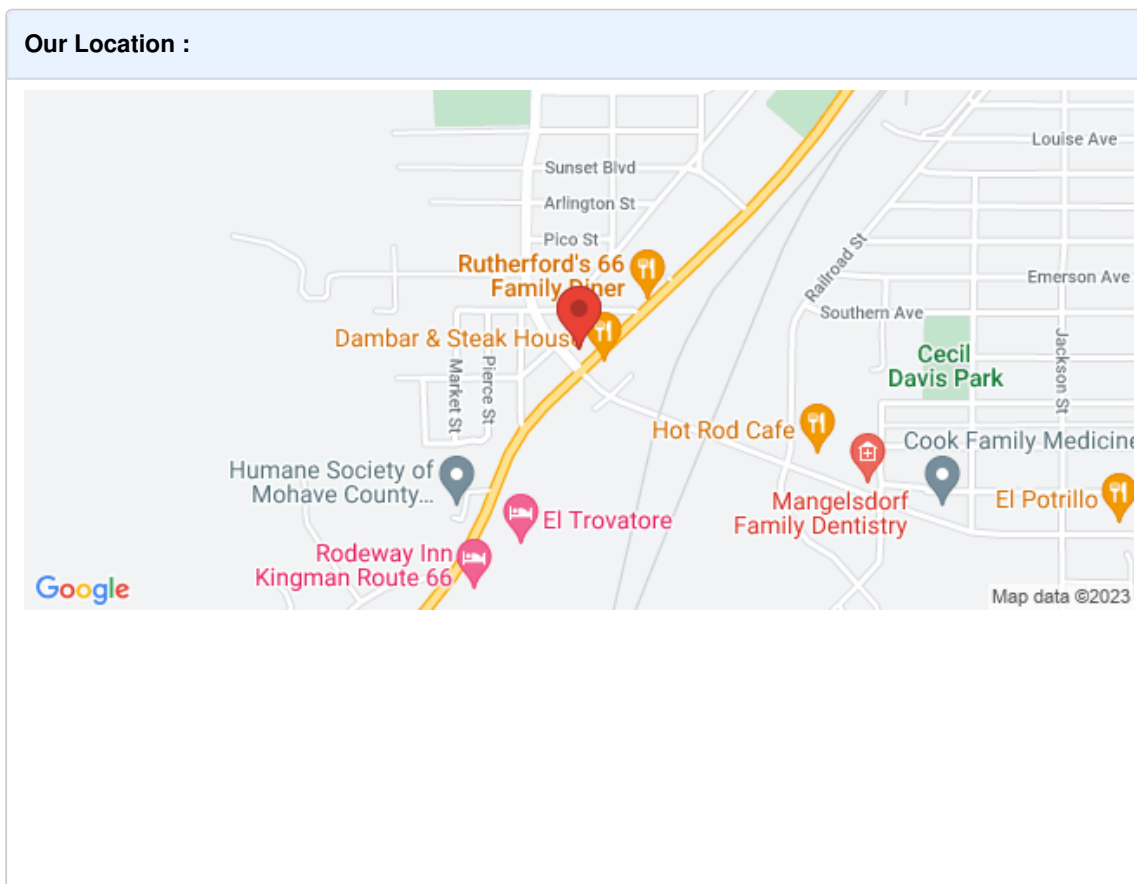 Our Location :
Louise Ave
Sunset Blvd
Arlington St
Pico St
Rutherford's 66
Family Diner
Railroad St
Emerson Ave
Southern Ave
Dambar & Steak House
Cecil
Davis Park
Jackson St
Market St
Pierce St
Hot Rod Cafe
Cook Family Medicine
Humane Society of
Mohave County...
Mangelsdorf
Family Dentistry
El Potrillo
El Trovatore
Rodeway Inn
Kingman Route 66
Google
Map data ©2023